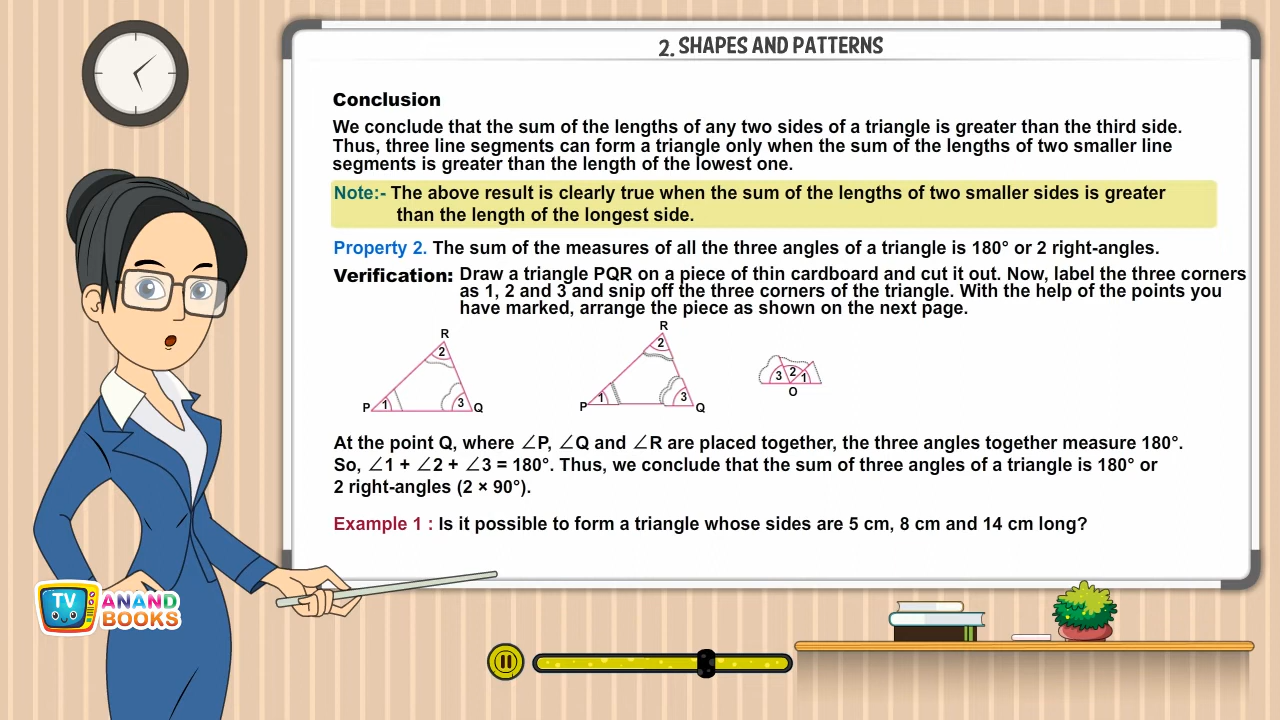 2. SHAPES AND PATTERNS
Conclusion
We conclude that the sum of the lengths of any two sides of a triangle is greater than the third side.
Thus, three line segments can form a triangle only when the sum of the lengths of two smaller line
segments is greater than the length of the lowest one.
Note:- The above result is clearly true when the sum of the lengths of two smaller sides is greater
than the length of the longest side.
Property 2. The sum of the measures of all the three angles of a triangle is 180° or 2 right-angles.
Verification: Draw a triangle PQR on a piece of thin cardboard and cut it out. Now, label the three corners
as 1, 2 and 3 and snip off the three corners of the triangle. With the help of the points you
have marked, arrange the piece as shown on the next page.
R
2
P 1 3 Q
R
2
P 1 3 Q
3 2 1
O
At the point Q, where ∠P, ∠Q and ∠R are placed together, the three angles together measure 180°.
So, ∠1 + ∠2 + ∠3 = 180°. Thus, we conclude that the sum of three angles of a triangle is 180° or
2 right-angles (2 × 90°).
Example 1 : Is it possible to form a triangle whose sides are 5 cm, 8 cm and 14 cm long?
TV ANAND
BOOKS